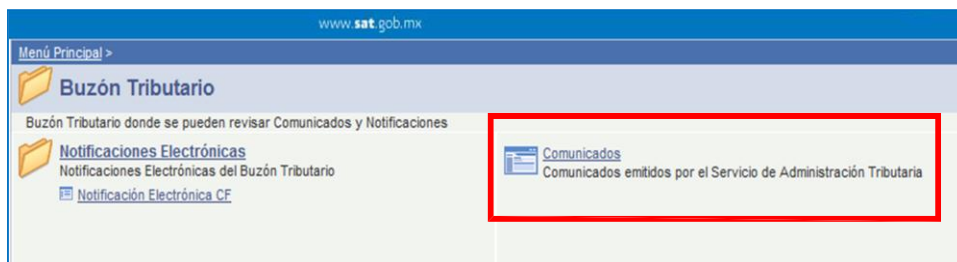 www.sat.gob.mx
Menú Principal >
Buzón Tributario
Buzón Tributario donde se pueden revisar Comunicados y Notificaciones
Notificaciones Electrónicas
Notificaciones Electrónicas del Buzón Tributario
Notificación Electrónica CF
Comunicados
Comunicados emitidos por el Servicio de Administración Tributaria